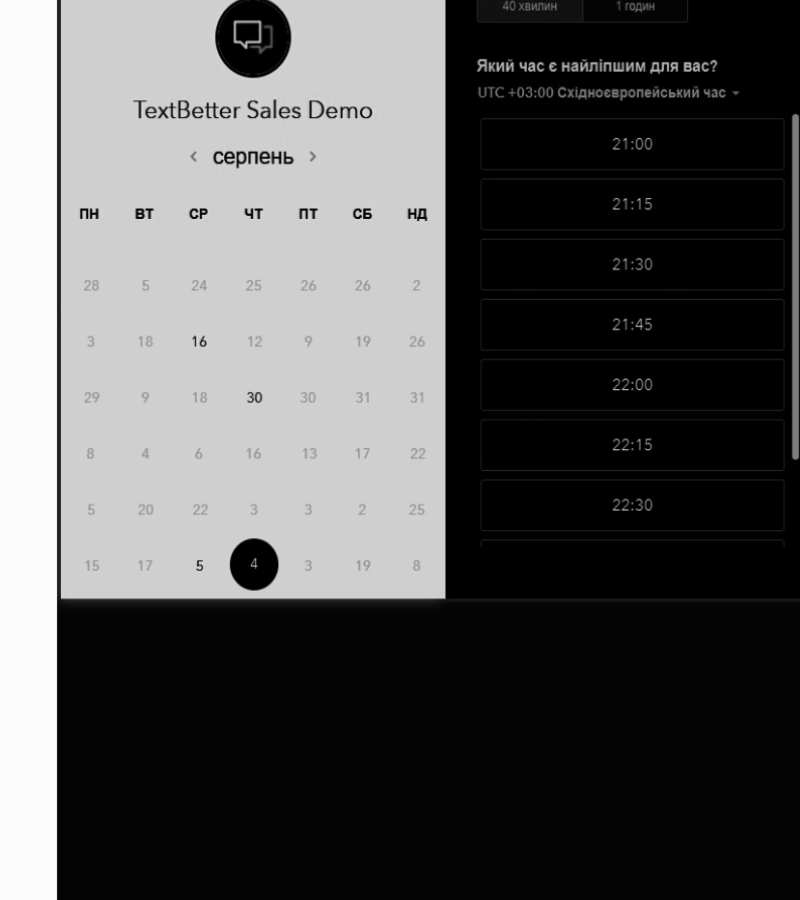 TextBetter Sales Demo
серпень
ПН ВТ СР ЧТ ПТ СБ НД
28 5 24 25 26 26 2
3 18 16 12 9 19 26
29 9 18 30 30 31 31
8 4 6 16 13 17 22
5 20 22 3 3 2 25
15 17 5 4 3 19 8
40 хвилин 1 годин
Який час є найліпшим для вас?
UTC +03:00 Східноєвропейський час
21:00
21:15
21:30
21:45
22:00
22:15
22:30